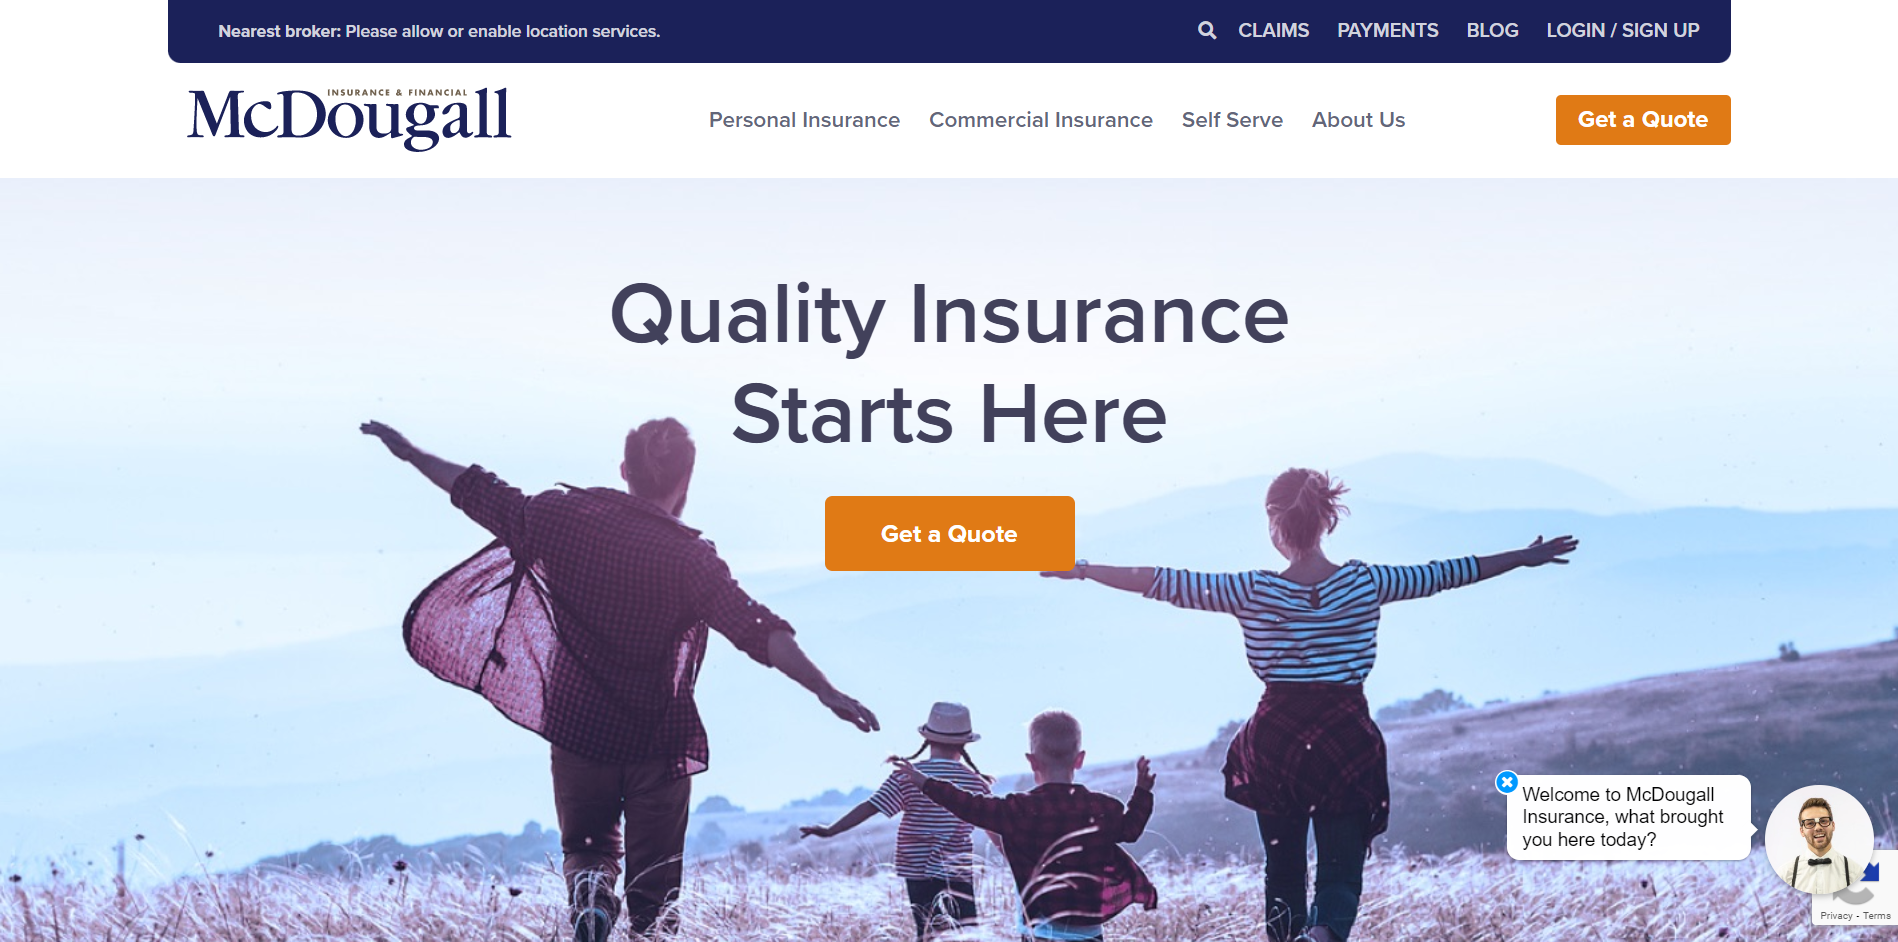 Nearest broker: Please allow or enable location services.
CLAIMS PAYMENTS BLOG LOGIN / SIGN UP
INSURANCE & FINANCIAL
McDougall
Personal Insurance Commercial Insurance Self Serve About Us
Get a Quote
Quality Insurance
Starts Here
Get a Quote
Welcome to McDougall
Insurance, what brought
you here today?
Privacy - Terms